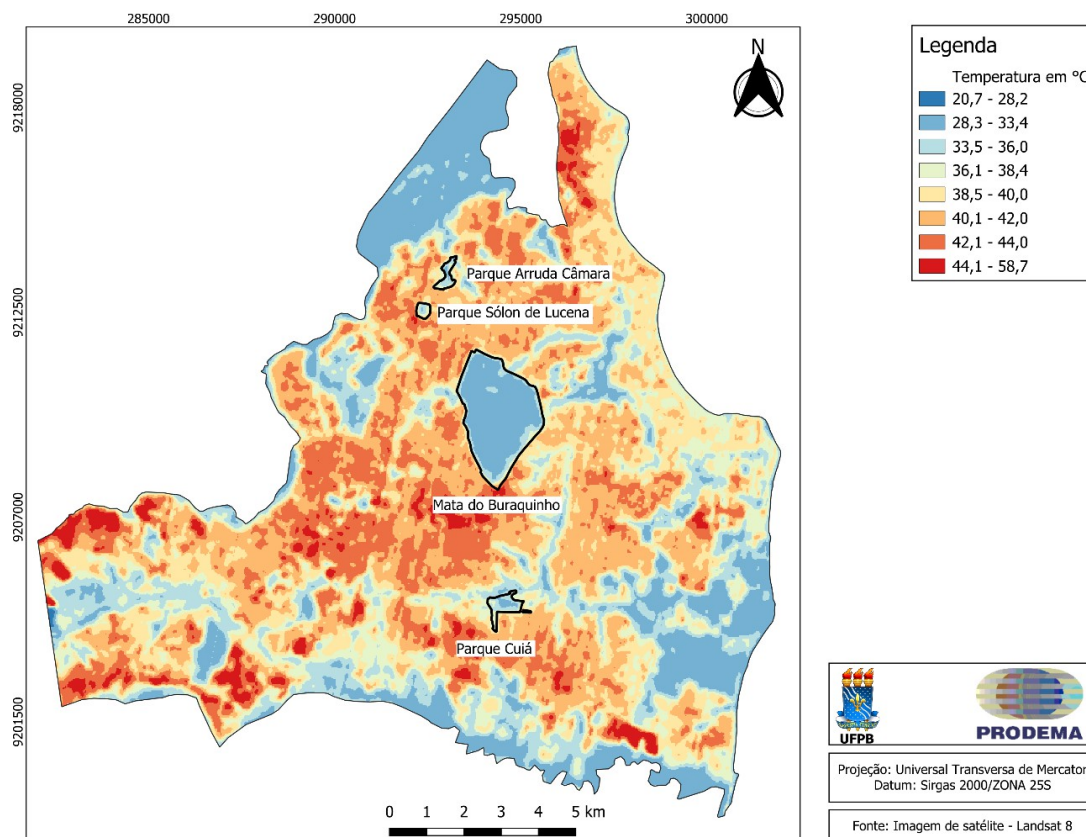 285000
290000
295000
300000
9218000
9212500
9207000
9201500
N
Parque Arruda Câmara
Parque Sólon de Lucena
Mata do Buraquinho
Parque Cuiá
0 1 2 3 4 5 km
Legenda
Temperatura em °C
20,7 - 28,2
28,3 - 33,4
33,5 - 36,0
36,1 - 38,4
38,5 - 40,0
40,1 - 42,0
42,1 - 44,0
44,1 - 58,7
UFPB
PRODEMA
Projeção: Universal Transversa de Mercator
Datum: Sirgas 2000/ZONA 25S
Fonte: Imagem de satélite - Landsat 8